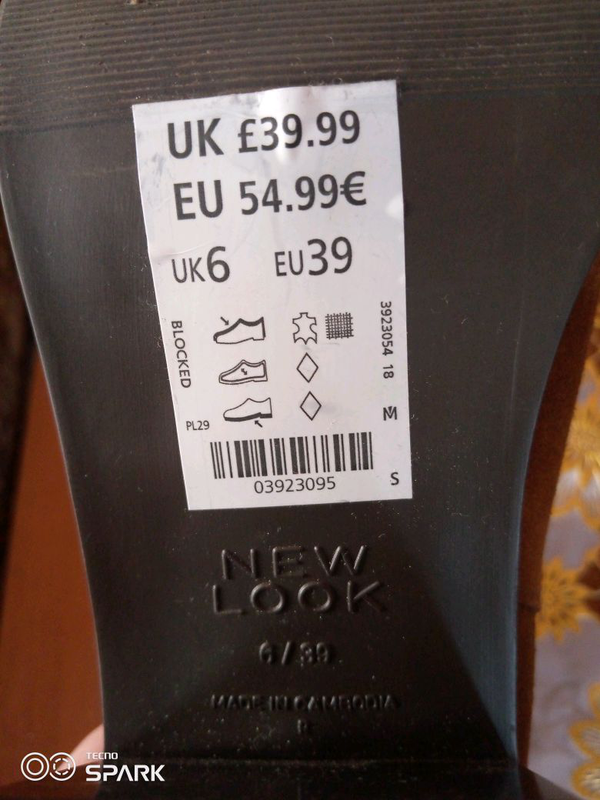 UK £39.99
EU 54.99€
UK6 EU39
BLOCKED
3923054 18
M
PL29
03923095
S
NEW
LOOK
6/39
MADE IN CAMBODIA
TECNO
SPARK